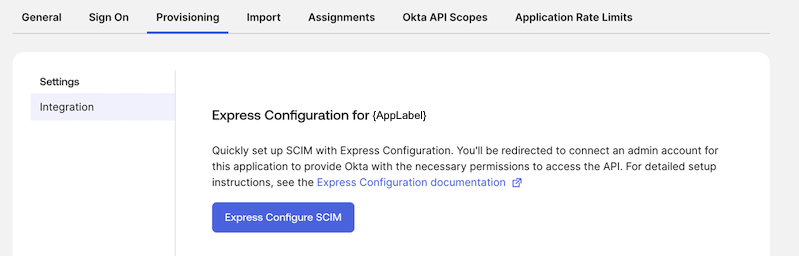 General Sign On Provisioning Import Assignments Okta API Scopes Application Rate Limits
Settings
Integration
Express Configuration for {AppLabel}
Quickly set up SCIM with Express Configuration. You'll be redirected to connect an admin account for
this application to provide Okta with the necessary permissions to access the API. For detailed setup
instructions, see the Express Configuration documentation
Express Configure SCIM